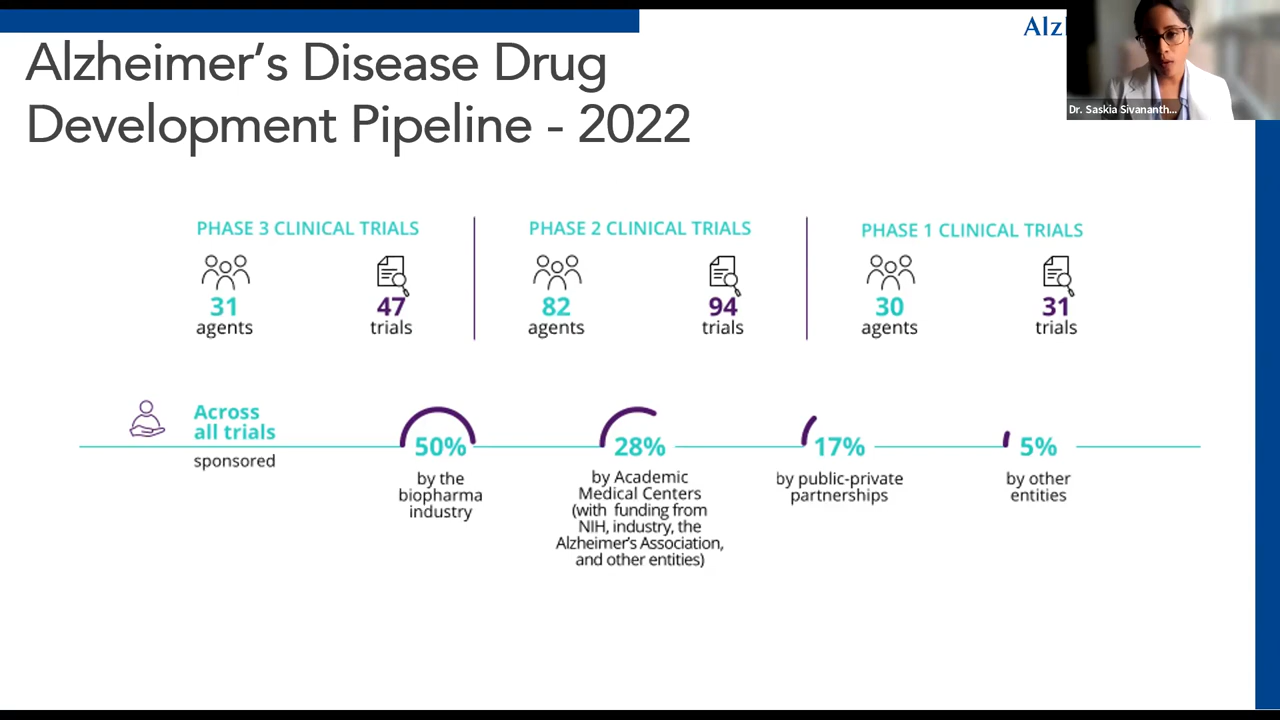 Alz
Dr. Saskia Sivananth...
Alzheimer's Disease Drug
Development Pipeline - 2022
PHASE 3 CLINICAL TRIALS
31
agents
47
trials
PHASE 2 CLINICAL TRIALS
82
agents
94
trials
PHASE 1 CLINICAL TRIALS
30
agents
31
trials
Across
all trials
sponsored
50%
by the
biopharma
industry
28%
by Academic
Medical Centers
(with funding from
NIH, industry, the
Alzheimer's Association,
and other entities)
17%
by public-private
partnerships
5%
by other
entities